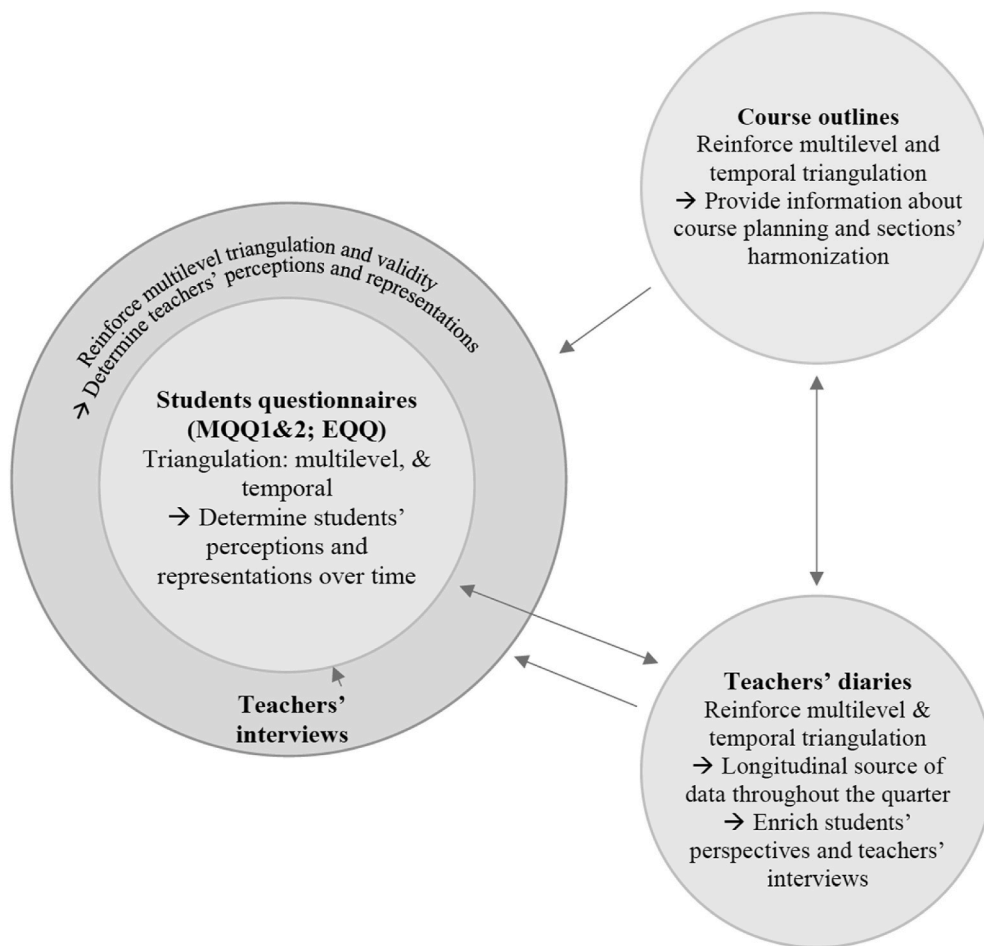 Course outlines
Reinforce multilevel and
temporal triangulation
→ Provide information about
course planning and sections’
harmonization
Reinforce multilevel triangulation and validity
→ Determine teachers’ perceptions and representations
Students questionnaires
(MQQ1&2; EQQ)
Triangulation: multilevel, &
temporal
→ Determine students’
perceptions and
representations over time
Teachers’
interviews
Teachers’ diaries
Reinforce multilevel &
temporal triangulation
→ Longitudinal source of
data throughout the quarter
→ Enrich students’
perspectives and teachers’
interviews